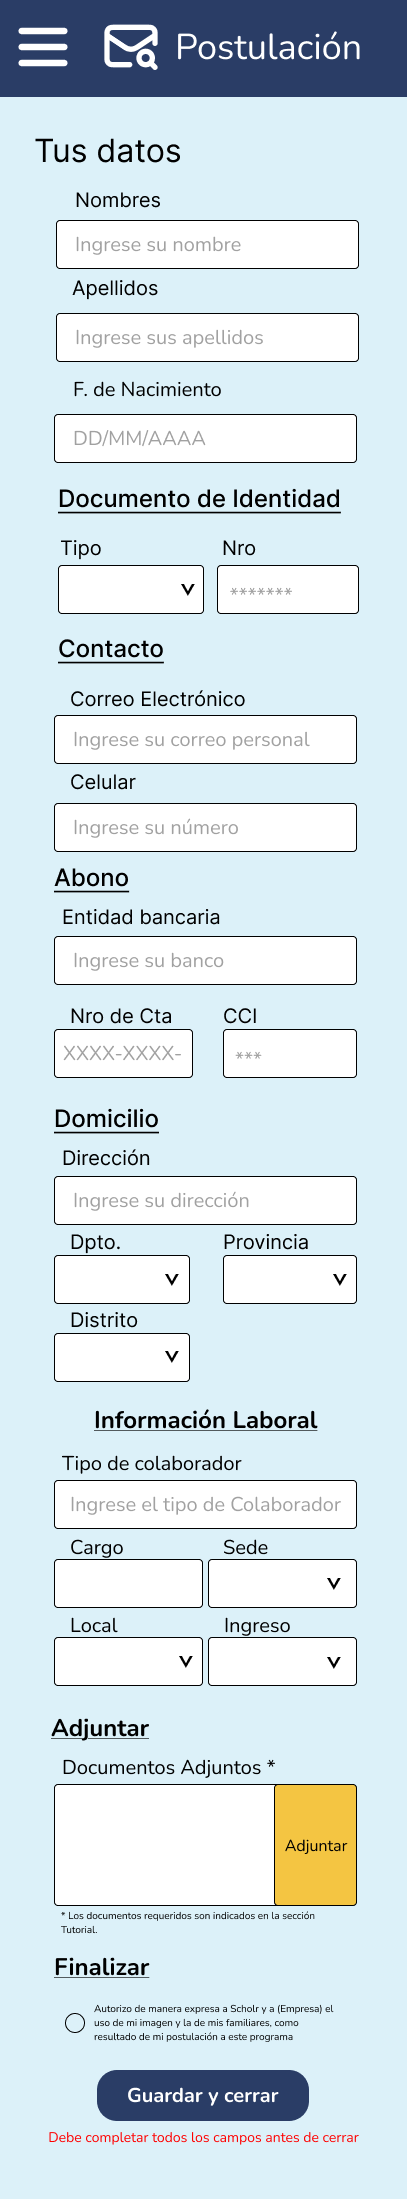 Postulación
Tus datos
Nombres
Ingrese su nombre
Apellidos
Ingrese sus apellidos
F. de Nacimiento
DD/MM/AAAA
Documento de Identidad
Tipo Nro
*******
Contacto
Correo Electrónico
Ingrese su correo personal
Celular
Ingrese su número
Abono
Entidad bancaria
Ingrese su banco
Nro de Cta CCI
XXXX-XXXX- ***
Domicilio
Dirección
Ingrese su dirección
Dpto. Provincia
Distrito
Información Laboral
Tipo de colaborador
Ingrese el tipo de Colaborador
Cargo Sede
Local Ingreso
Adjuntar
Documentos Adjuntos *
Adjuntar
* Los documentos requeridos son indicados en la sección
Tutorial.
Finalizar
Autorizo de manera expresa a Scholr y a (Empresa) el
uso de mi imagen y la de mis familiares, como
resultado de mi postulación a este programa
Guardar y cerrar
Debe completar todos los campos antes de cerrar